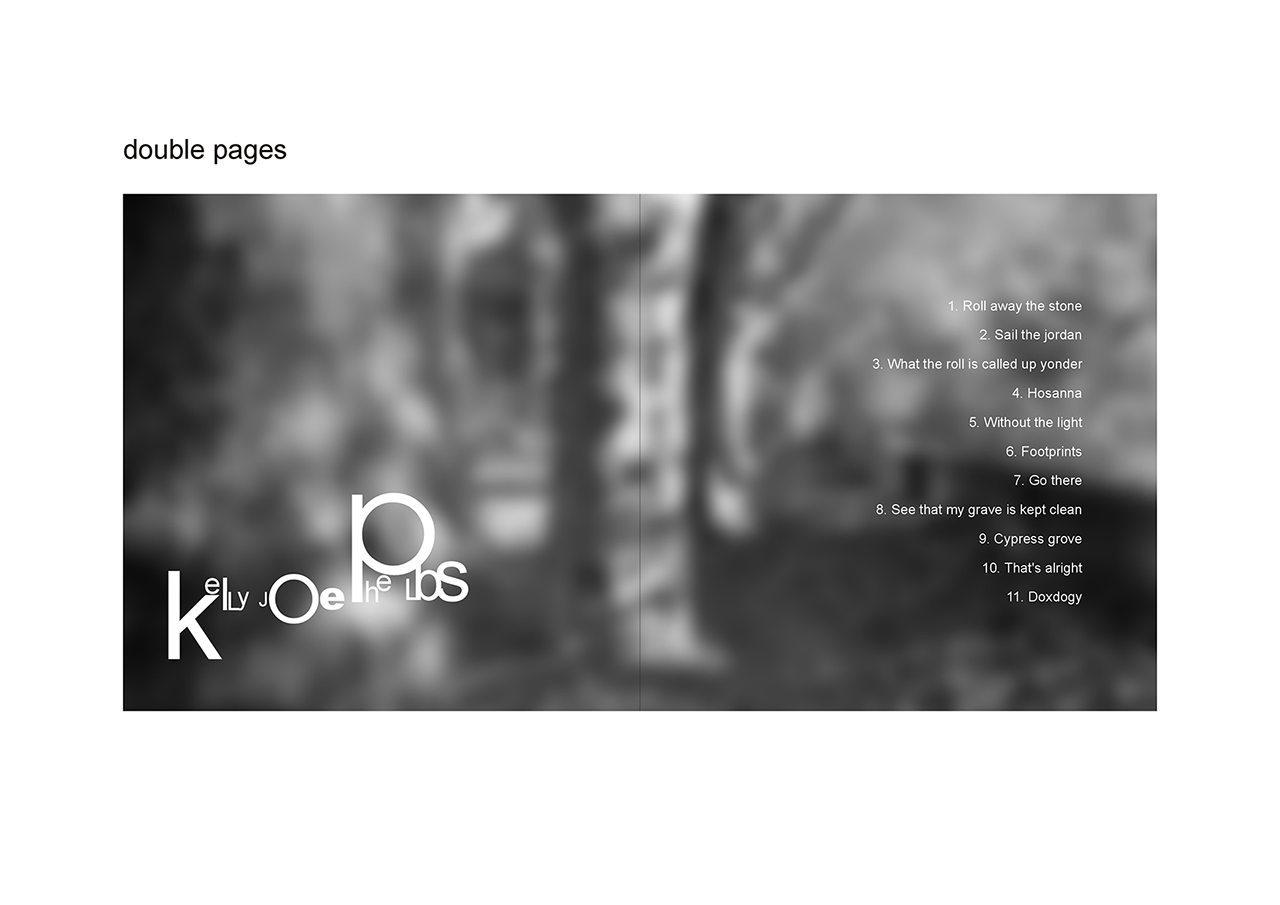 double pages
kelLy JOe pheLbs
1. Roll away the stone
2. Sail the jordan
3. What the roll is called up yonder
4. Hosanna
5. Without the light
6. Footprints
7. Go there
8. See that my grave is kept clean
9. Cypress grove
10. That's alright
11. Doxdogy